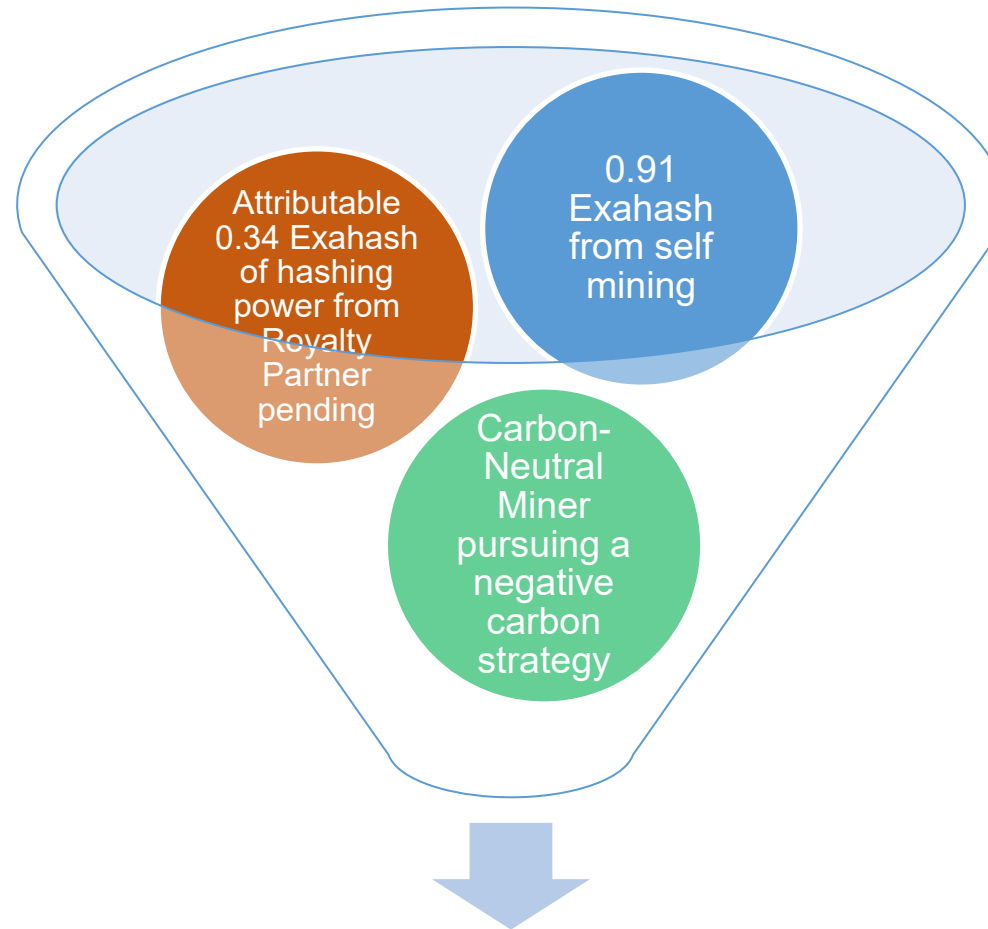 Attributable
0.34 Exahash
of hashing
power from
Royalty
Partner
pending
0.91
Exahash
from self
mining
Carbon-
Neutral
Miner
pursuing a
negative
carbon
strategy